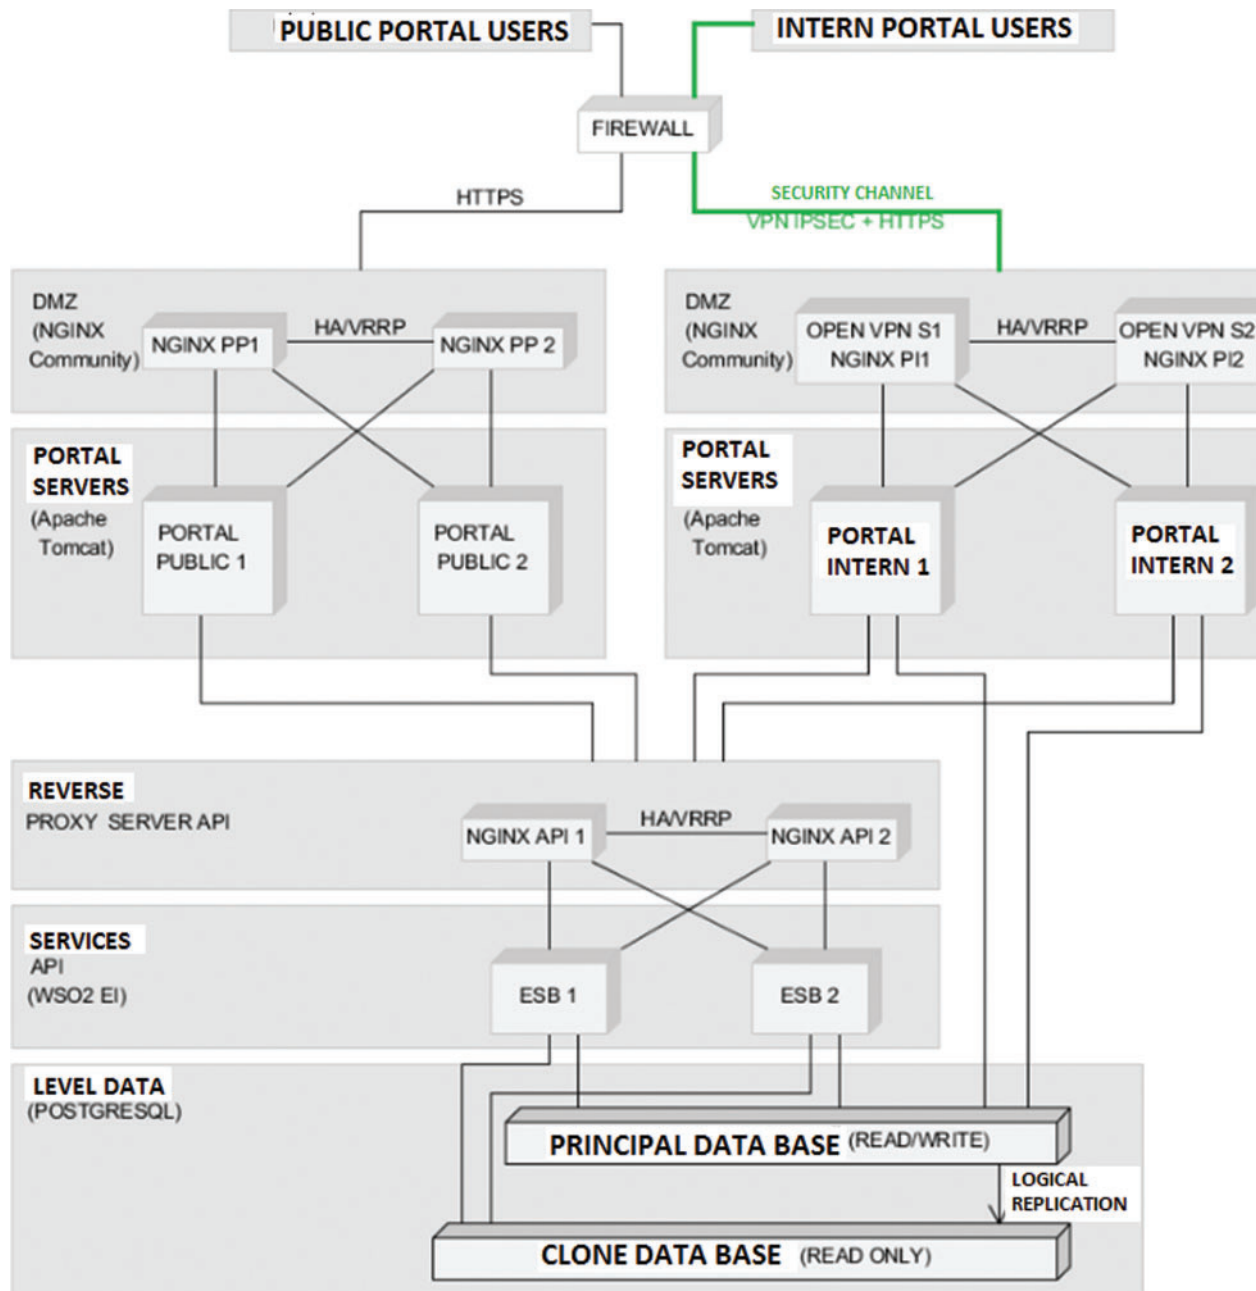 PUBLIC PORTAL USERS
INTERN PORTAL USERS
FIREWALL
HTTPS
SECURITY CHANNEL
VPN IPSEC + HTTPS
DMZ
(NGINX
Community)
NGINX PP1
HA/VRRP
NGINX PP 2
DMZ
(NGINX
Community)
OPEN VPN S1
NGINX PI1
HA/VRRP
OPEN VPN S2
NGINX PI2
PORTAL
SERVERS
(Apache
Tomcat)
PORTAL
PUBLIC 1
PORTAL
PUBLIC 2
PORTAL
SERVERS
(Apache
Tomcat)
PORTAL
INTERN 1
PORTAL
INTERN 2
REVERSE
PROXY SERVER API
NGINX API 1
HA/VRRP
NGINX API 2
SERVICES
API
(WSO2 EI)
ESB 1
ESB 2
LEVEL DATA
(POSTGRESQL)
PRINCIPAL DATA BASE (READ/WRITE)
LOGICAL
REPLICATION
CLONE DATA BASE (READ ONLY)